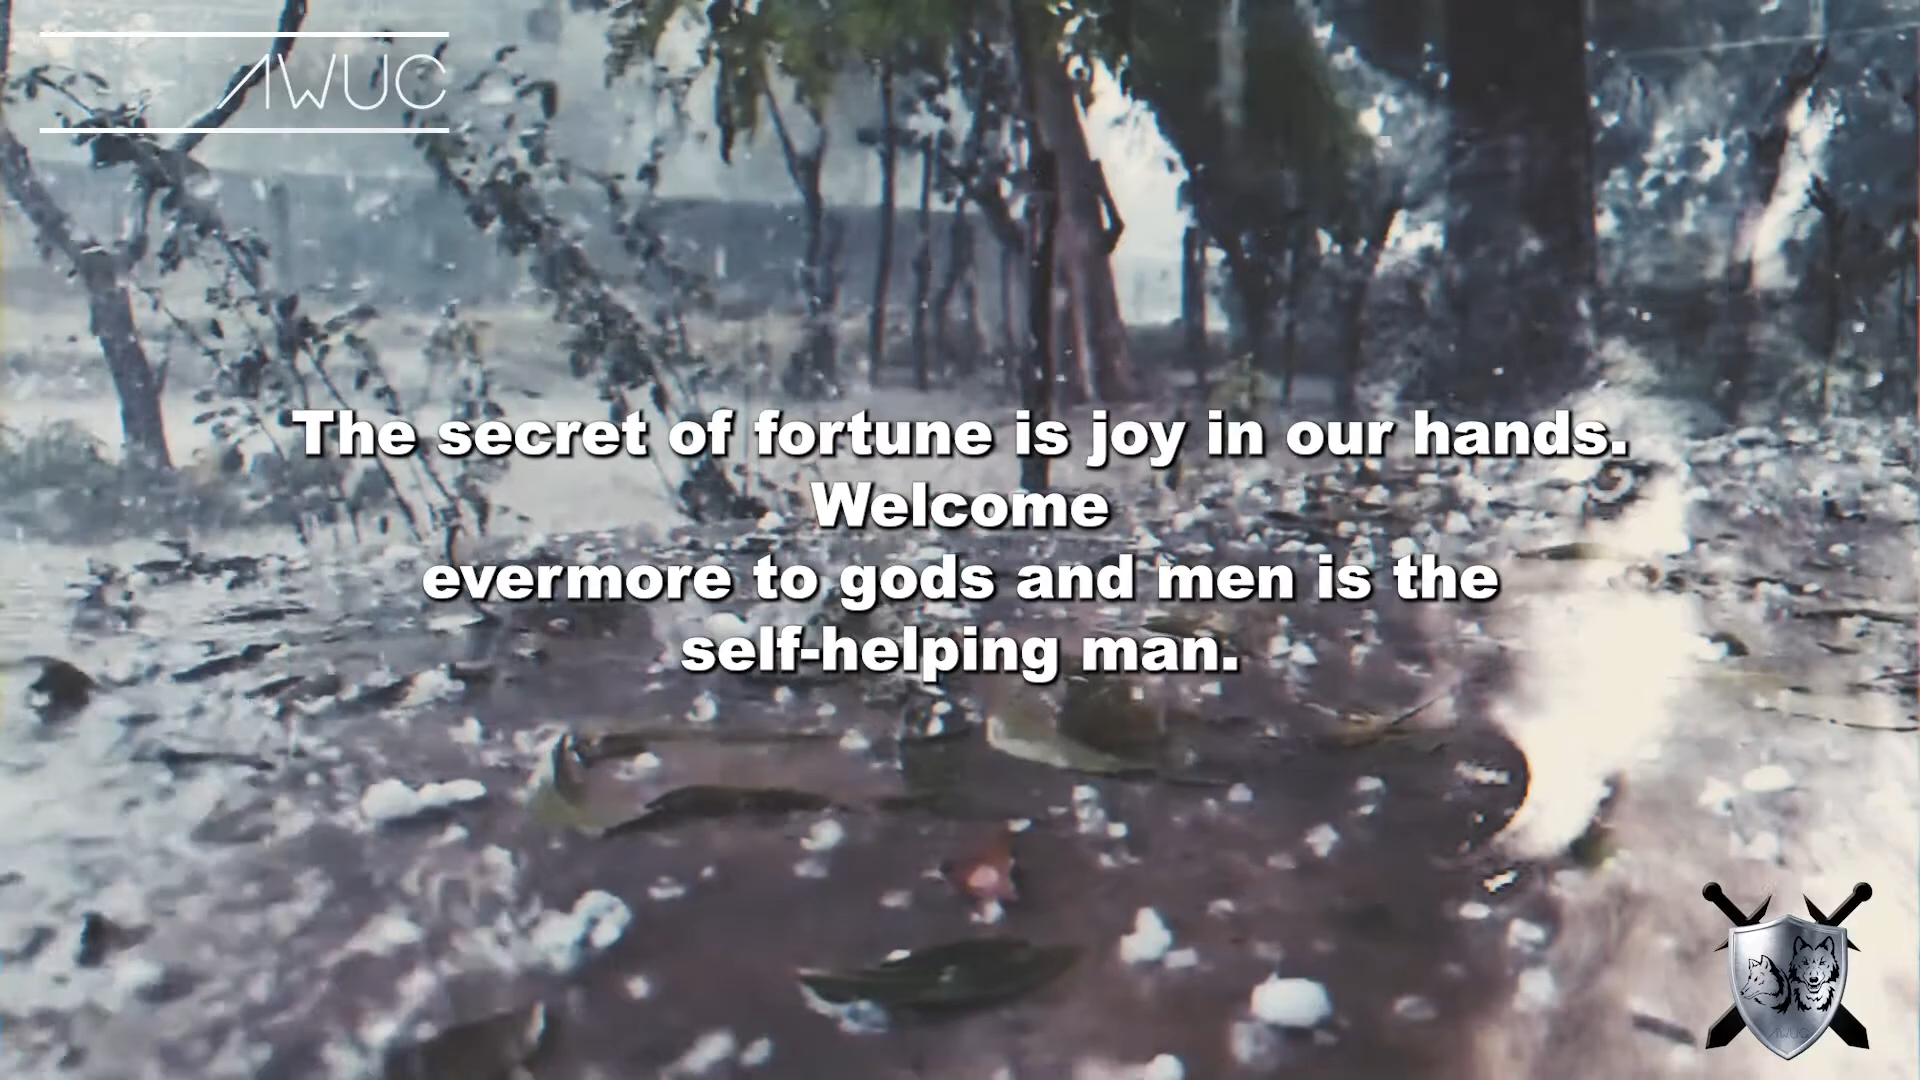 AWUC
The secret of fortune is joy in our hands.
Welcome
evermore to gods and men is the
self-helping man.
AWUC